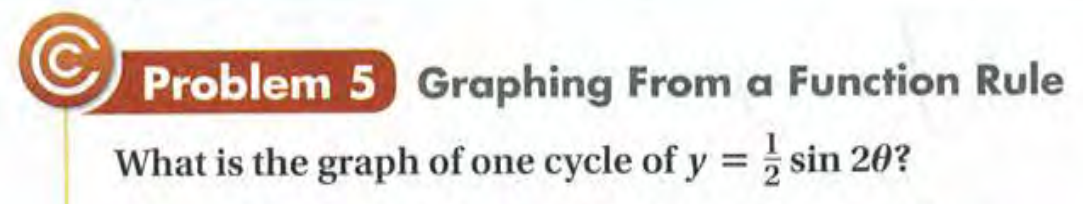 © Problem 5 Graphing From a Function Rule
What is the graph of one cycle of y = 1/2 sin 2θ?